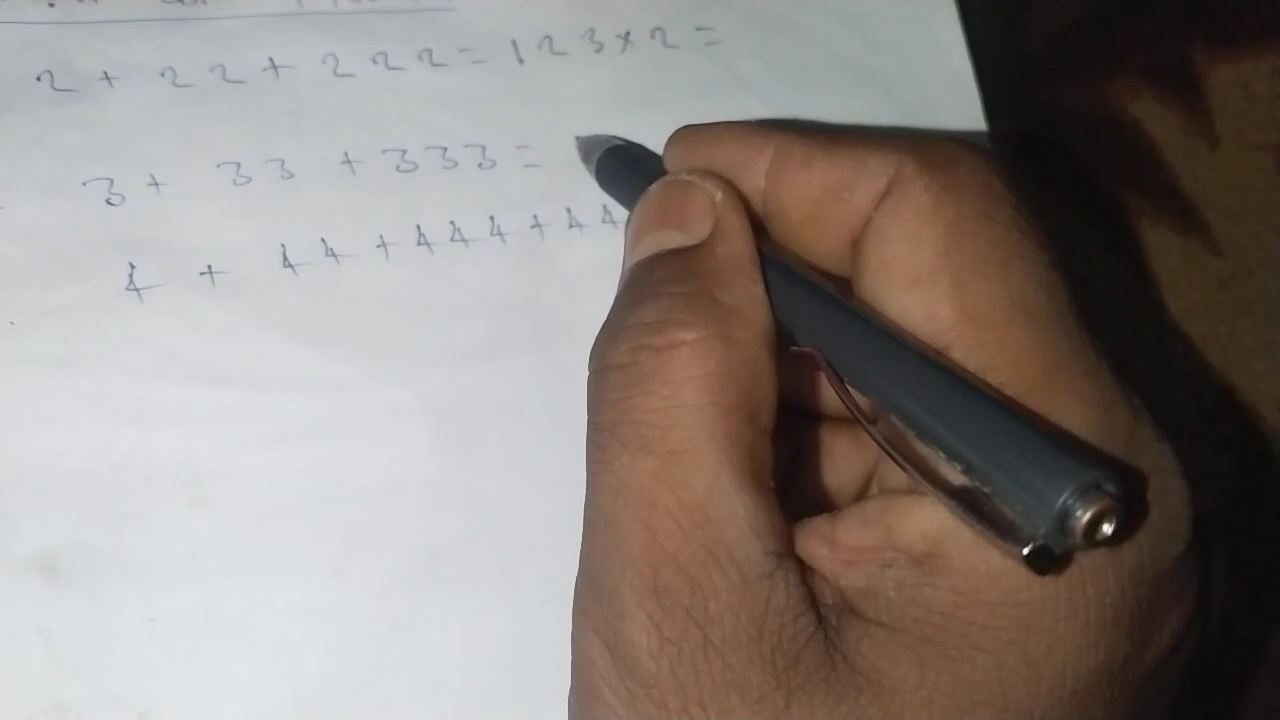 2 + 22 + 222 = 123 × 2 =
3 + 33 + 333 =
4 + 44 + 444 + 44